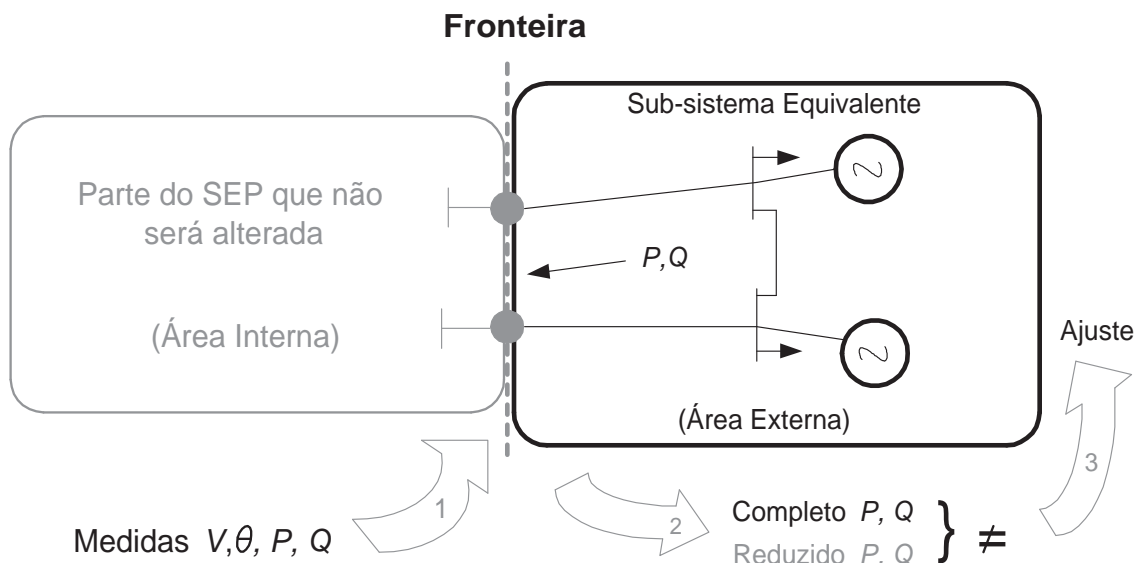 Fronteira
Sub-sistema Equivalente
Parte do SEP que não
será alterada
P,Q
(Área Interna)
Ajuste
(Área Externa)
1
2
3
Medidas V,θ, P, Q
Completo P, Q
Reduzido P, Q
} ≠